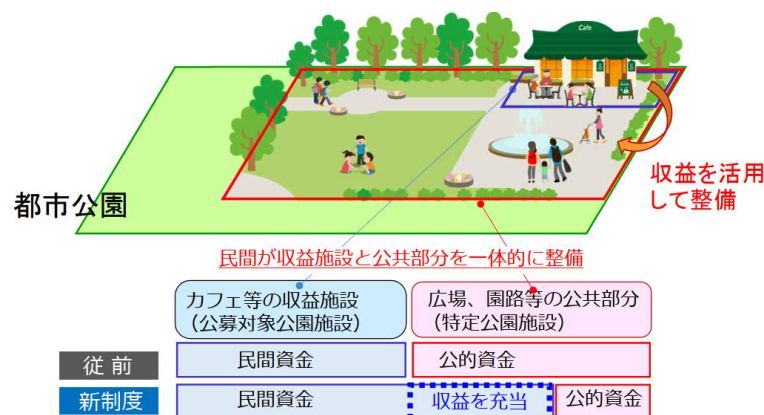 Cafe
収益を活用
して整備
都市公園
民間が収益施設と公共部分を一体的に整備
カフェ等の収益施設
(公募対象公園施設)
広場、園路等の公共部分
(特定公園施設)
従前
民間資金
公的資金
新制度
民間資金
収益を充当
公的資金